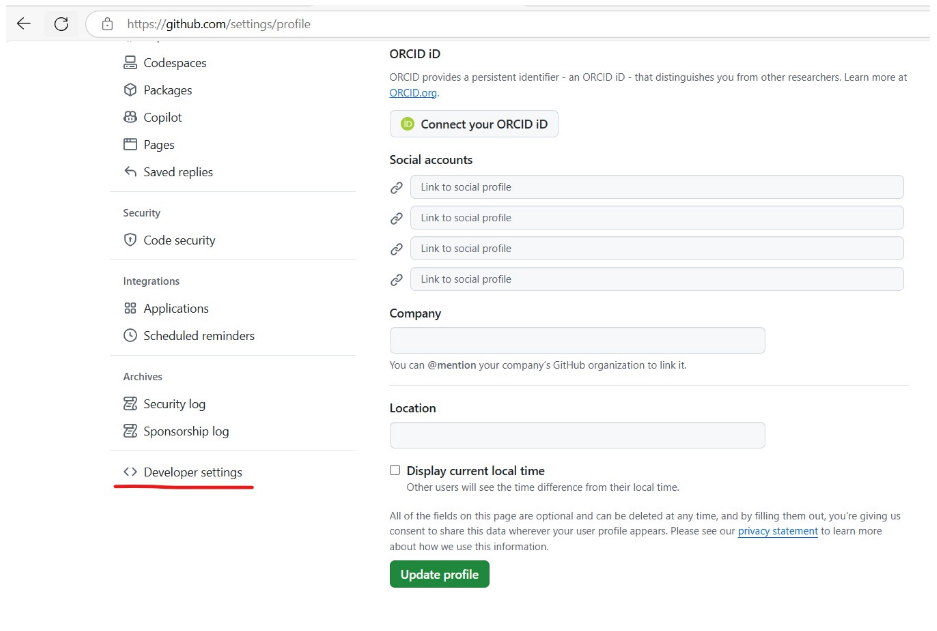 https://github.com/settings/profile
Codespaces
Packages
Copilot
Pages
Saved replies
Security
Code security
Integrations
Applications
Scheduled reminders
Archives
Security log
Sponsorship log
Developer settings
ORCID iD
ORCID provides a persistent identifier - an ORCID iD - that distinguishes you from other researchers. Learn more at
ORCID.org.
iD Connect your ORCID iD
Social accounts
Link to social profile
Link to social profile
Link to social profile
Link to social profile
Company
You can @mention your company's GitHub organization to link it.
Location
Display current local time
Other users will see the time difference from their local time.
All of the fields on this page are optional and can be deleted at any time, and by filling them out, you're giving us
consent to share this data wherever your user profile appears. Please see our privacy statement to learn more
about how we use this information.
Update profile